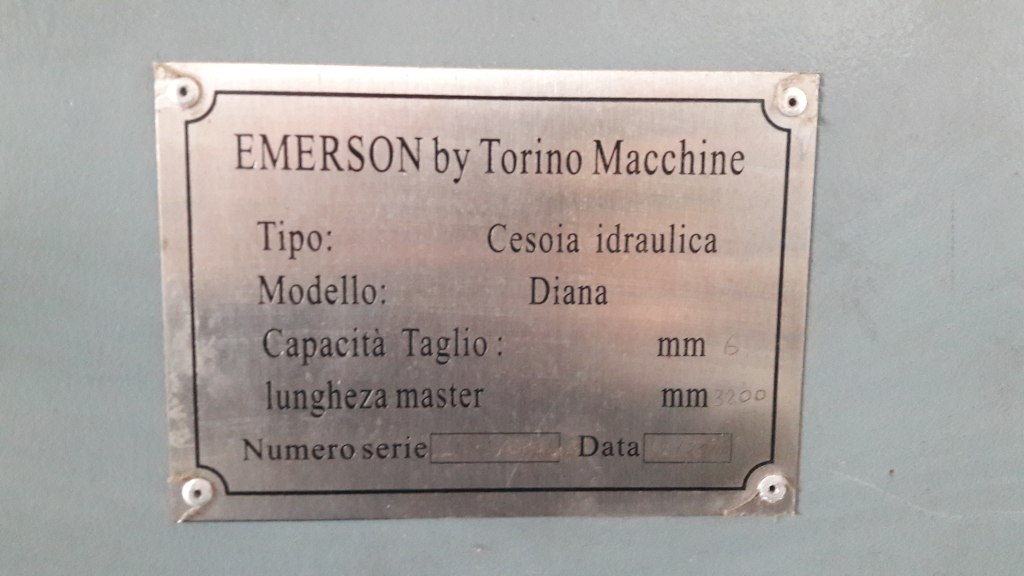 EMERSON by Torino Macchine
Tipo: Cesoia idraulica
Modello: Diana
Capacità Taglio : mm 6
lungheza master mm 3200
Numero serie Data